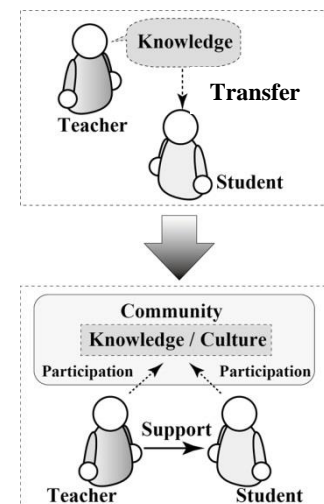 Knowledge
Transfer
Teacher
Student
Community
Knowledge / Culture
Participation Participation
Support
Teacher Student